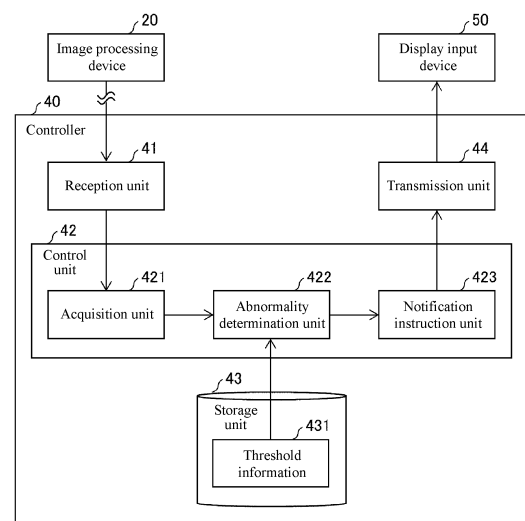 20
50
Image processing
device
Display input
device
40
Controller
41
44
Reception unit
Transmission unit
42
Control
unit
421
422
423
Acquisition unit
Abnormality
determination unit
Notification
instruction unit
43
Storage
unit
431
Threshold
information